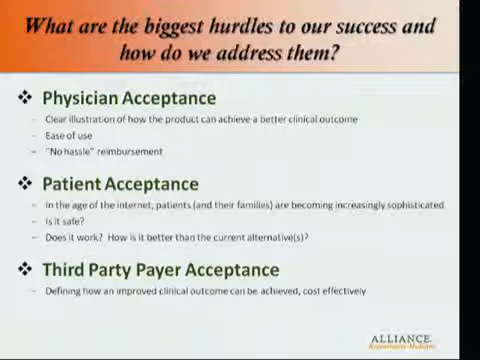 What are the biggest hurdles to our success and
how do we address them?
❖ Physician Acceptance
– Clear illustration of how the product can achieve a better clinical outcome
– Ease of use
– "No hassle" reimbursement
❖ Patient Acceptance
– In the age of the internet, patients (and their families) are becoming increasingly sophisticated
– Is it safe?
– Does it work? How is it better than the current alternative(s)?
❖ Third Party Payer Acceptance
– Defining how an improved clinical outcome can be achieved, cost effectively
ALLIANCE